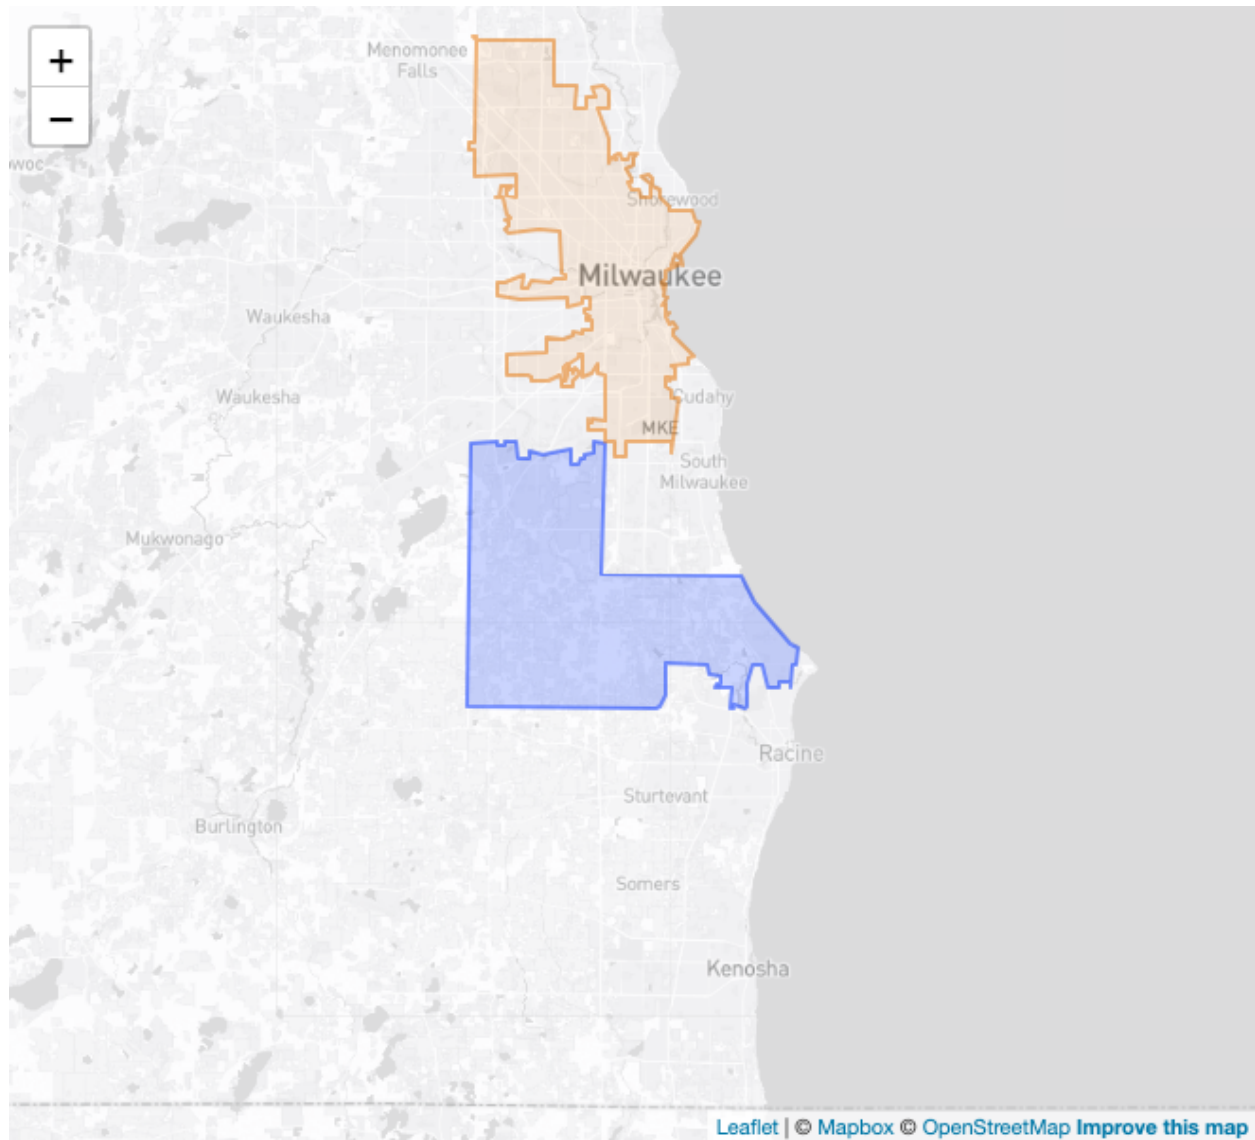 +
−
Menomonee
Falls
woc
Shorewood
Milwaukee
Waukesha
Waukesha
Cudahy
MKE
South
Milwaukee
Mukwonago
Racine
Sturtevant
Burlington
Somers
Kenosha
Leaflet | © Mapbox © OpenStreetMap Improve this map